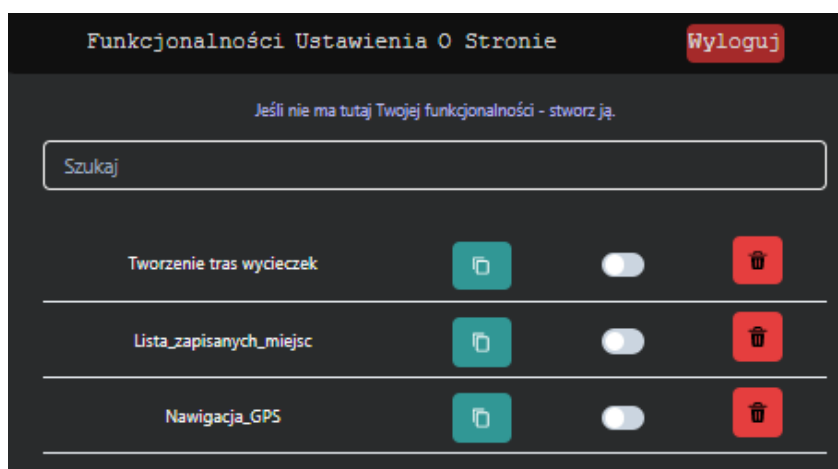 Funkcjonalności Ustawienia O Stronie Wyloguj
Jeśli nie ma tutaj Twojej funkcjonalności - stworz ją.
Szukaj
Tworzenie tras wycieczek
Lista_zapisanych_miejsc
Nawigacja_GPS